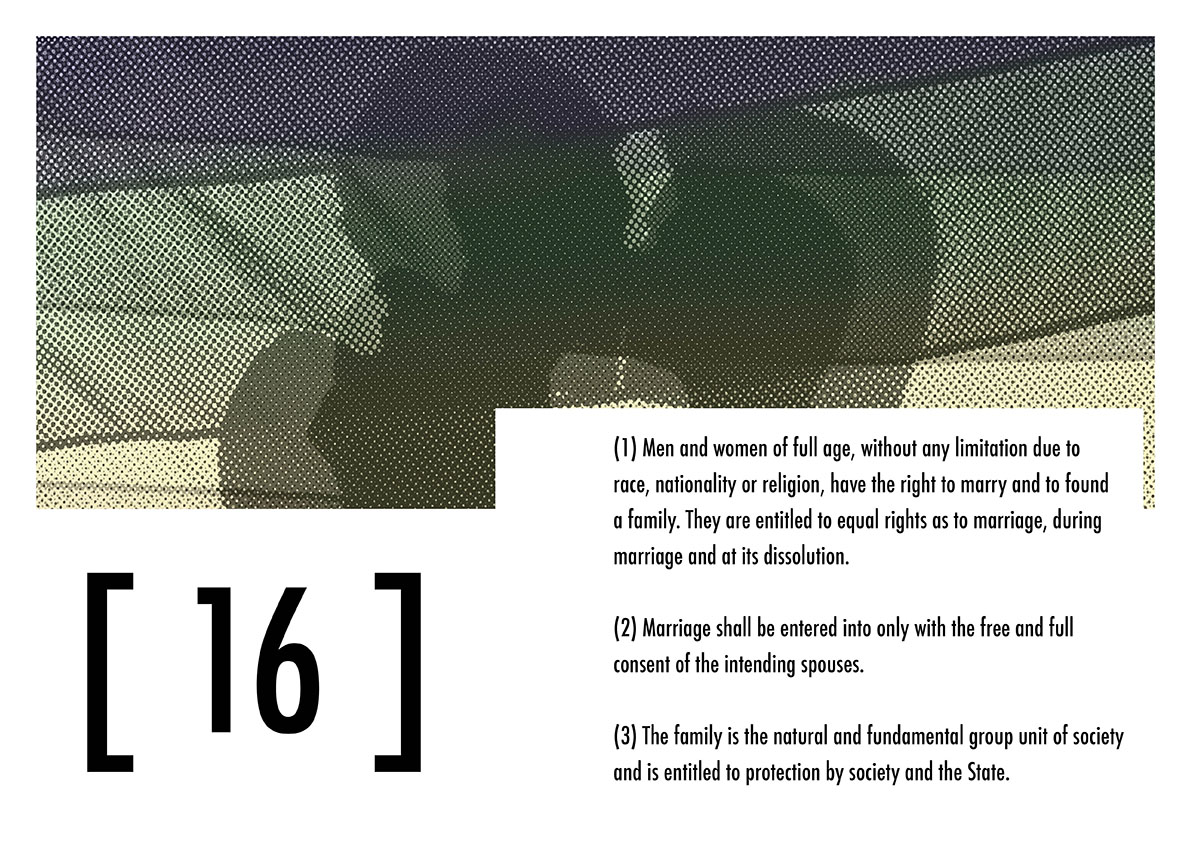 (1) Men and women of full age, without any limitation due to
race, nationality or religion, have the right to marry and to found
a family. They are entitled to equal rights as to marriage, during
marriage and at its dissolution.
(2) Marriage shall be entered into only with the free and full
consent of the intending spouses.
(3) The family is the natural and fundamental group unit of society
and is entitled to protection by society and the State.
[ 16 ]